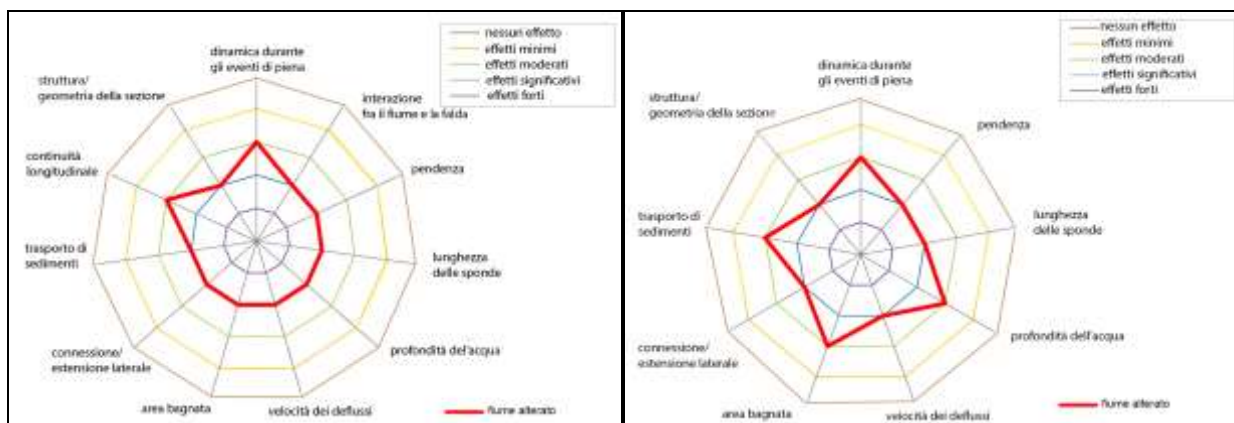 nessun effetto
effetti minimi
effetti moderati
effetti significativi
effetti forti
dinamica durante
gli eventi di piena
struttura/
geometria della sezione
interazione
fra il fiume e la falda
continuità
longitudinale
pendenza
trasporto di
sedimenti
lunghezza
delle sponde
connessione/
estensione laterale
profondità del'acqua
area bagnata
velocità dei deflussi
fiume alterato
nessun effetto
effetti minimi
effetti moderati
effetti significativi
effetti forti
dinamica durante
gli eventi di piena
struttura/
geometria della sezione
pendenza
trasporto di
sedimenti
lunghezza
delle sponde
connessione/
estensione laterale
profondità dell'acqua
area bagnata
velocità dei deflussi
fiume alterato